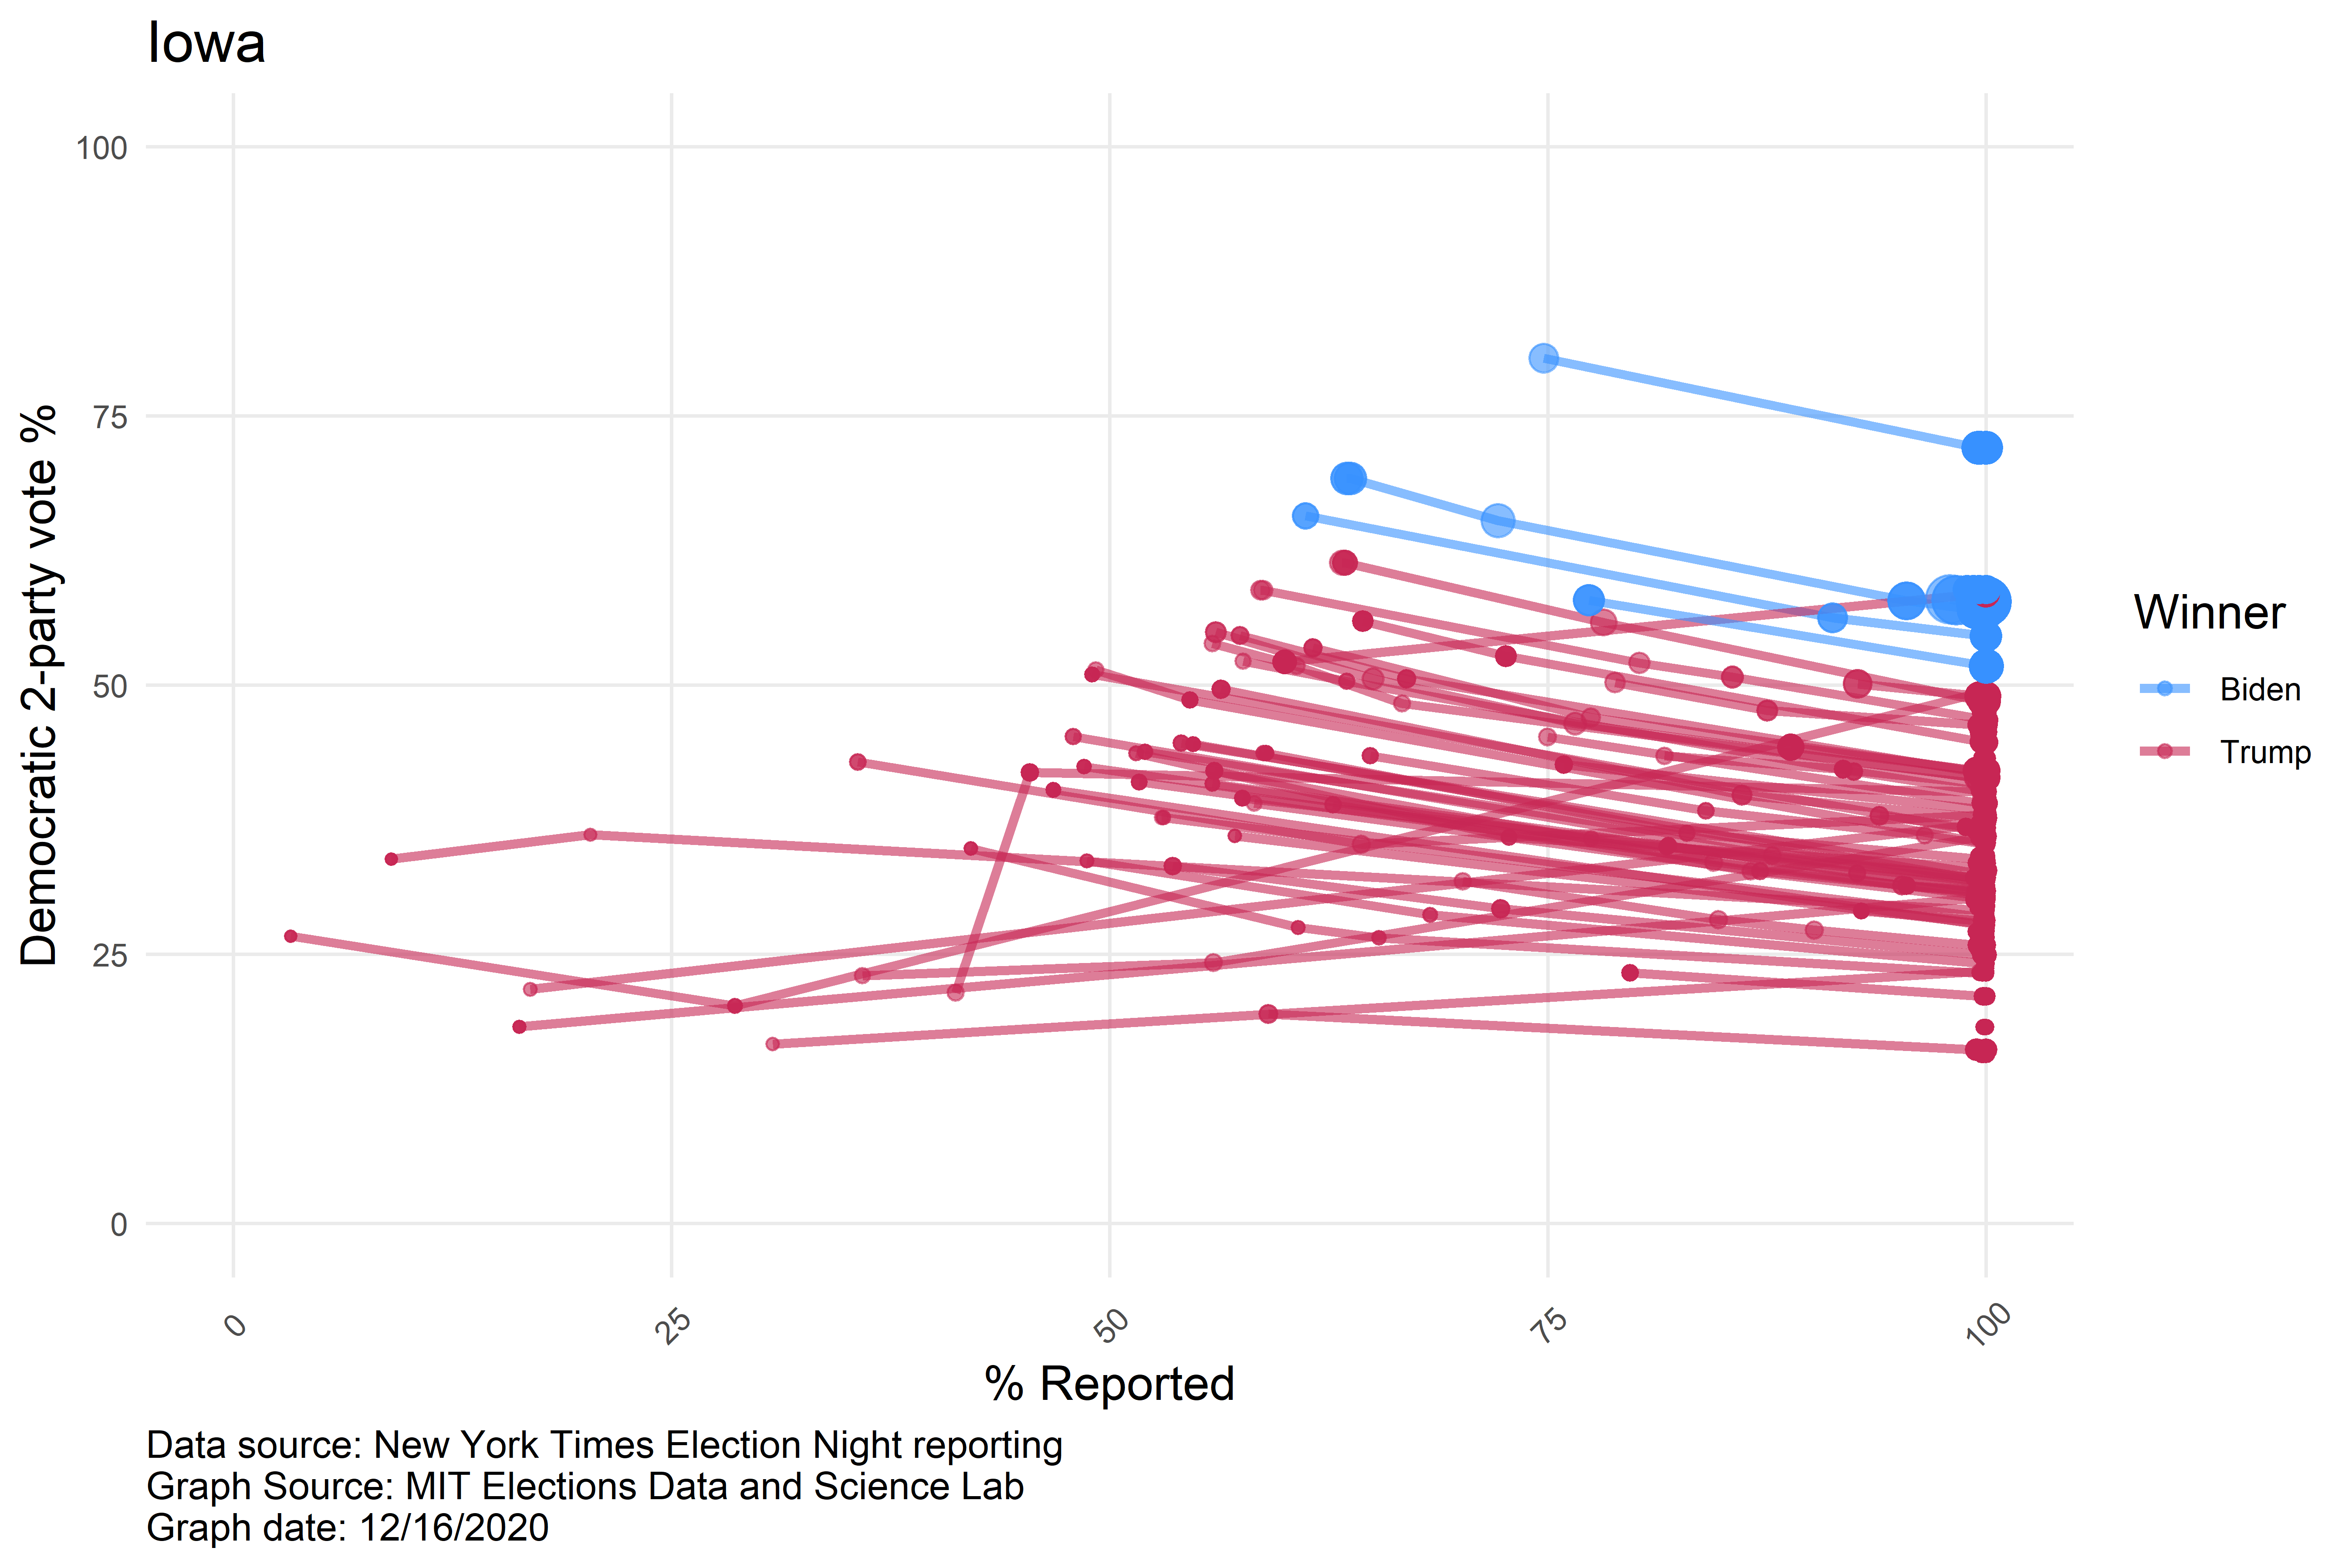 Iowa
Democratic 2-party vote %
100
75
50
25
0
0
25
50
75
100
% Reported
Winner
Biden
Trump
Data source: New York Times Election Night reporting
Graph Source: MIT Elections Data and Science Lab
Graph date: 12/16/2020